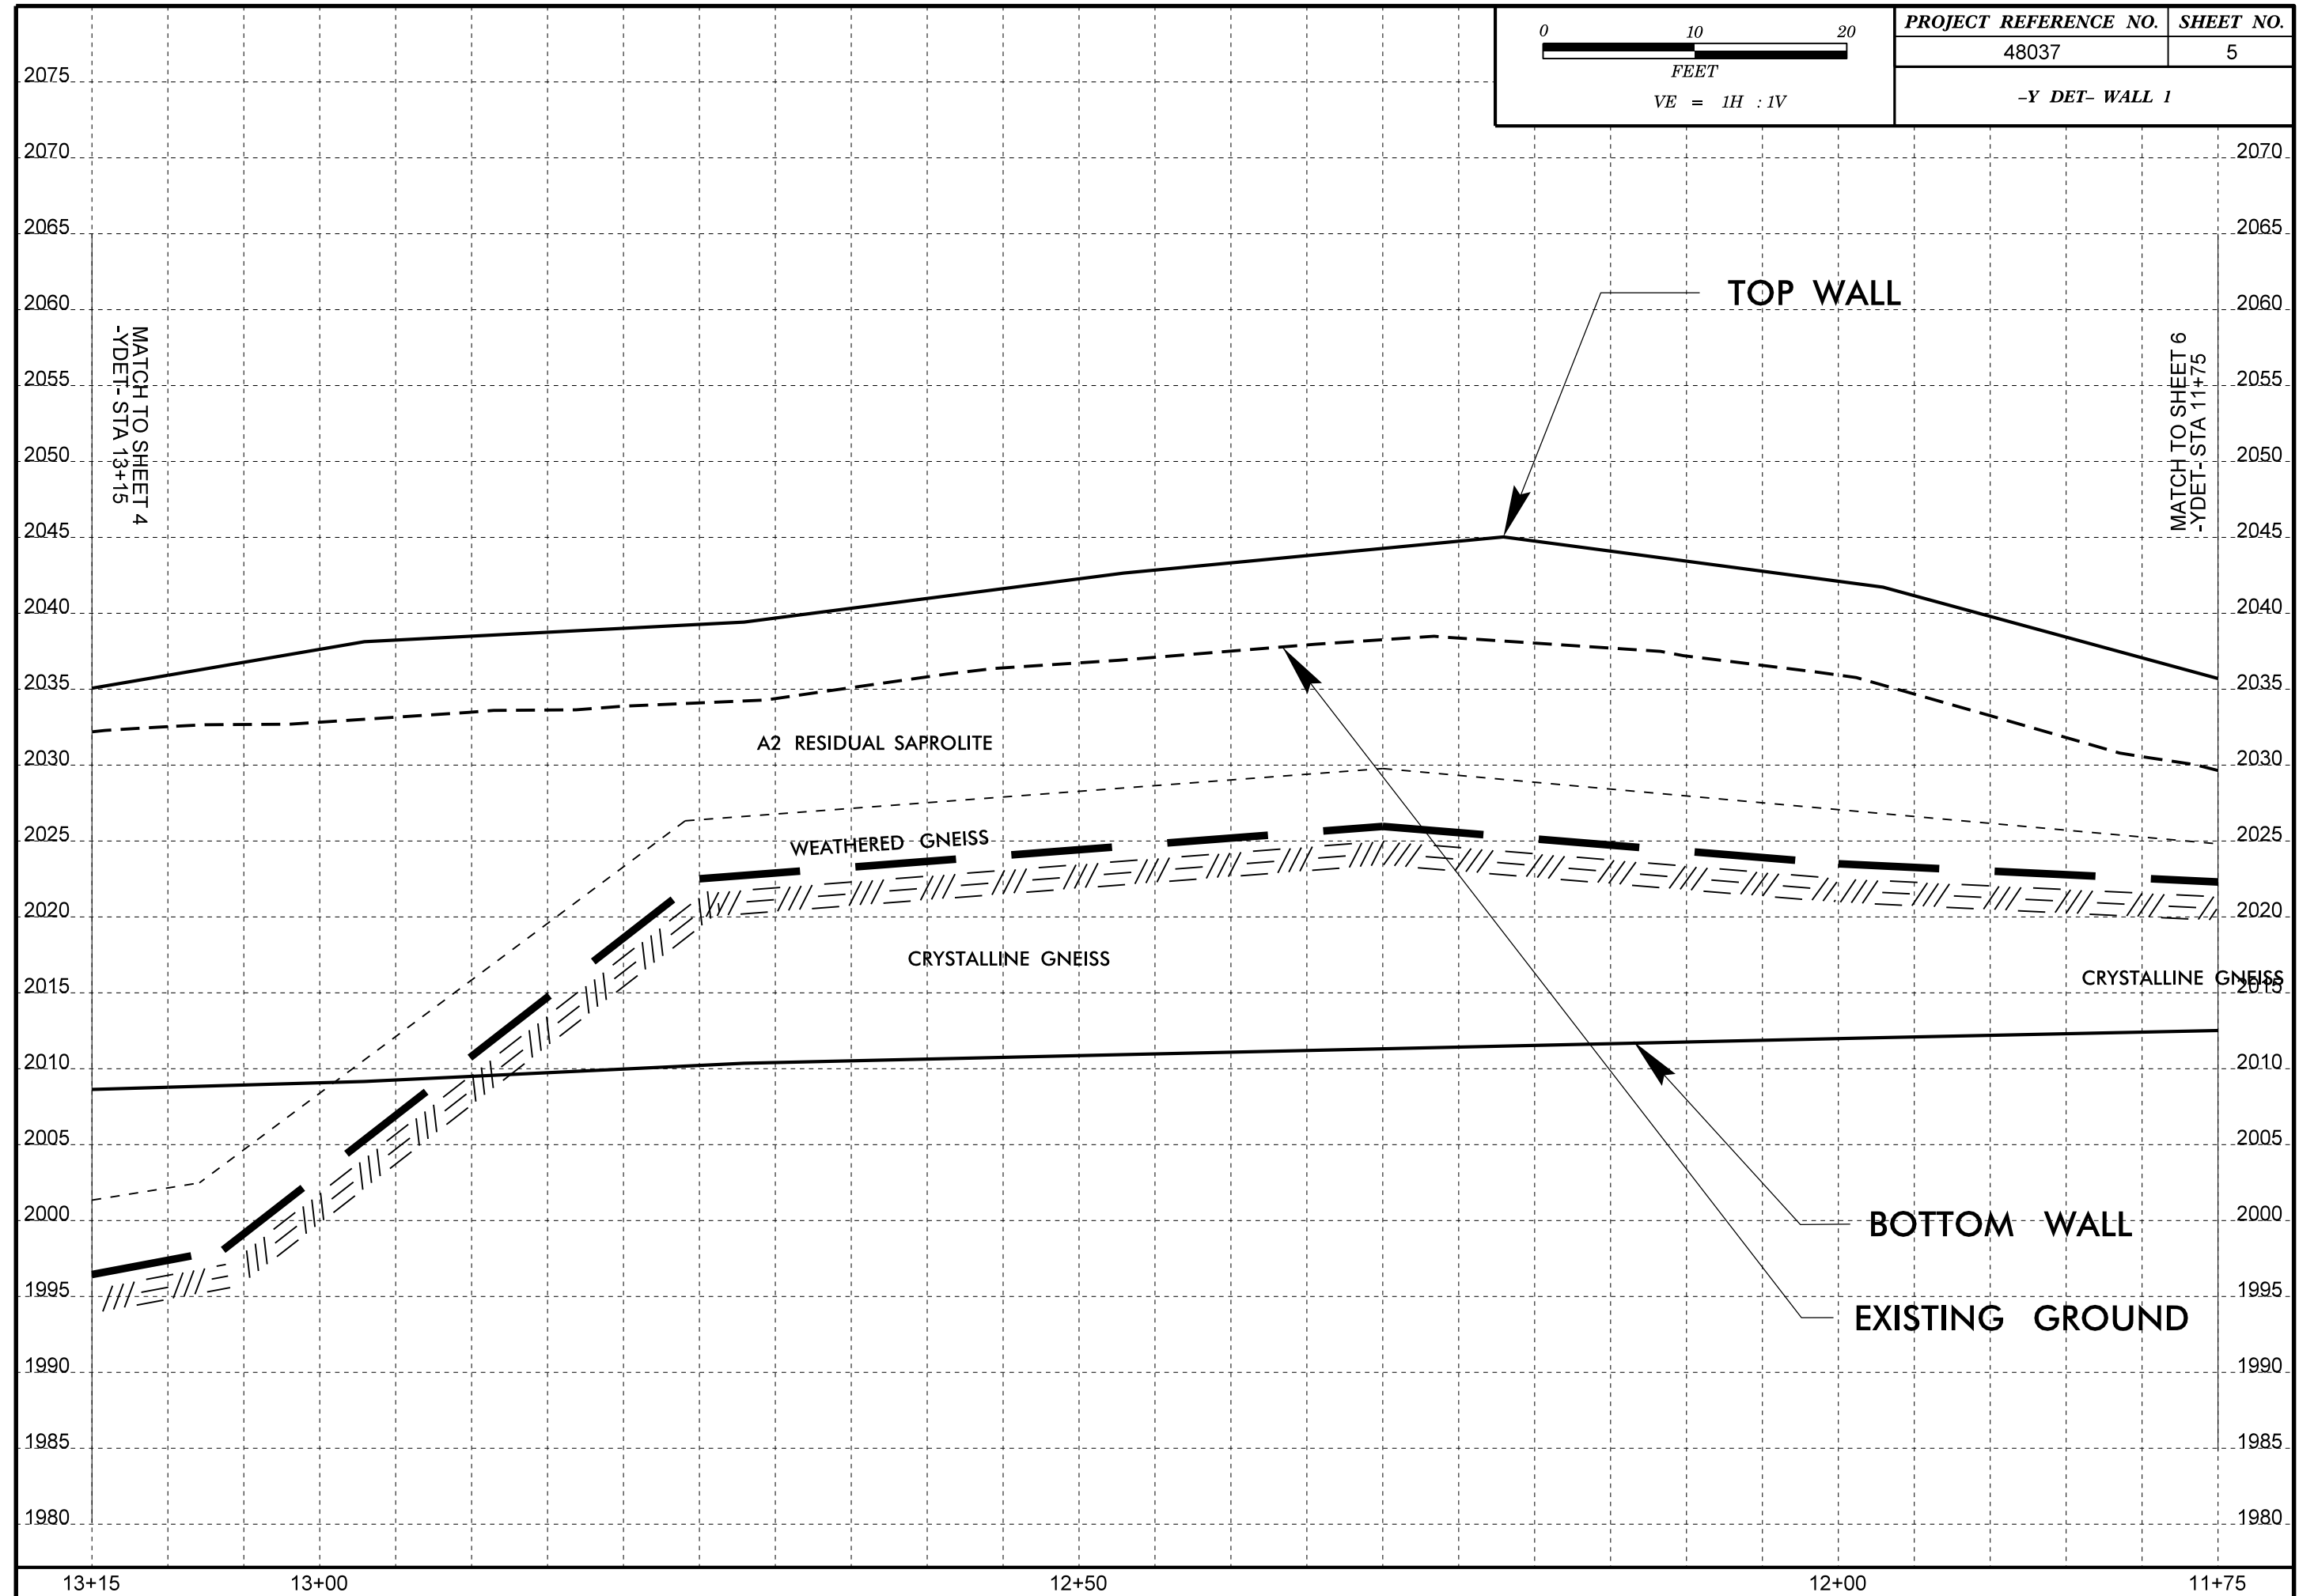 0 10 20
FEET
VE = 1H : 1V
PROJECT REFERENCE NO. SHEET NO.
48037 5
-Y DET- WALL 1
2075
2070 2070
2065 2065
2060 2060
2055 2055
2050 2050
2045 2045
2040 2040
2035 2035
2030 2030
2025 2025
2020 2020
2015 2015
2010 2010
2005 2005
2000 2000
1995 1995
1990 1990
1985 1985
1980 1980
MATCH TO SHEET 4
-YDET- STA 13+15
MATCH TO SHEET 6
-YDET- STA 11+75
TOP WALL
A2 RESIDUAL SAPROLITE
WEATHERED GNEISS
CRYSTALLINE GNEISS
CRYSTALLINE GNEISS
BOTTOM WALL
EXISTING GROUND
13+15 13+00 12+50 12+00 11+75